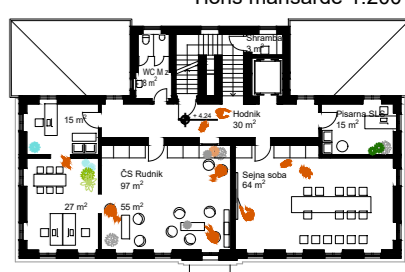 Tloris mansarde 1:200
Shramba
3 m²
WC M ž
8 m²
+ 4,24
Hodnik
30 m²
Pisarna SLS
15 m²
15 m²
ČS Rudnik
97 m²
Sejna soba
64 m²
27 m²
55 m²